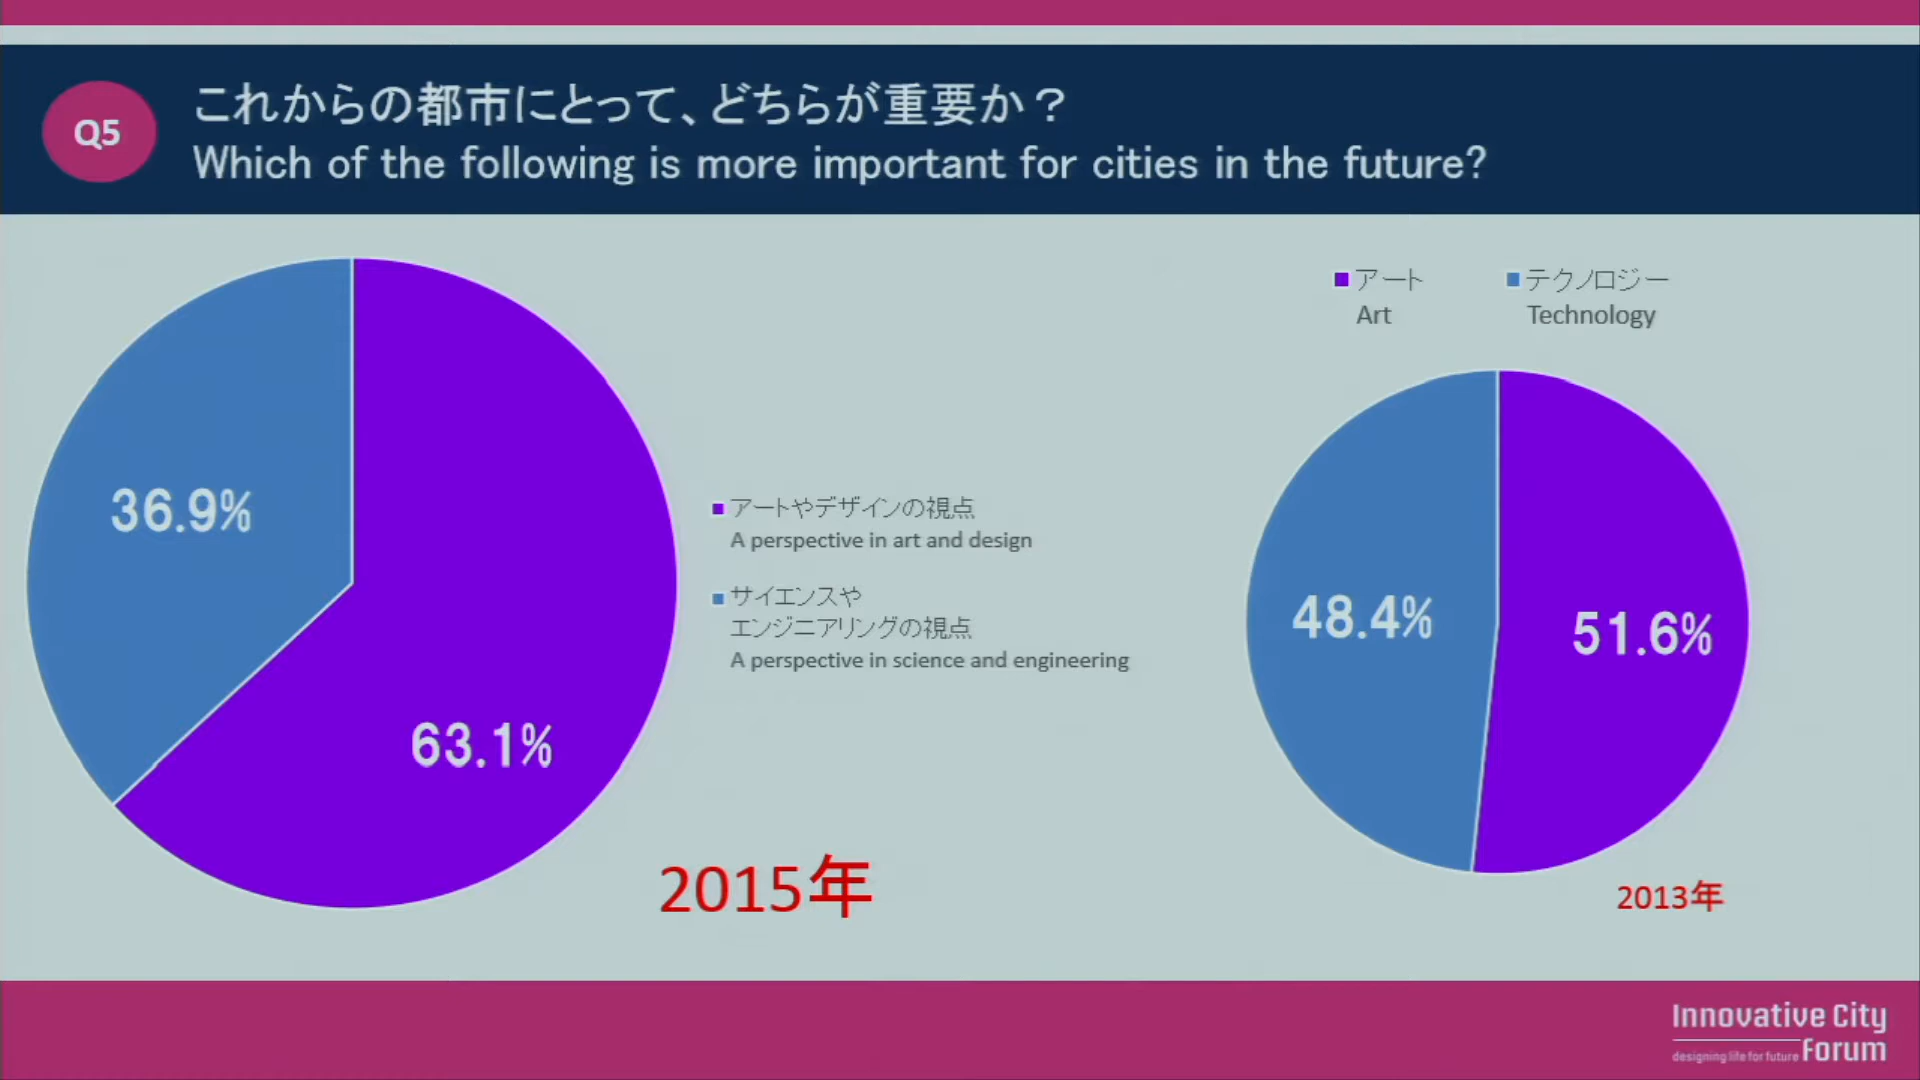 Q5
これからの都市にとって、どちらが重要か？
Which of the following is more important for cities in the future?
36.9%
63.1%
アートやデザインの視点
A perspective in art and design
サイエンスや
エンジニアリングの視点
A perspective in science and engineering
2015年
アート
Art
テクノロジー
Technology
48.4%
51.6%
2013年
Innovative City
Forum
designing life for future